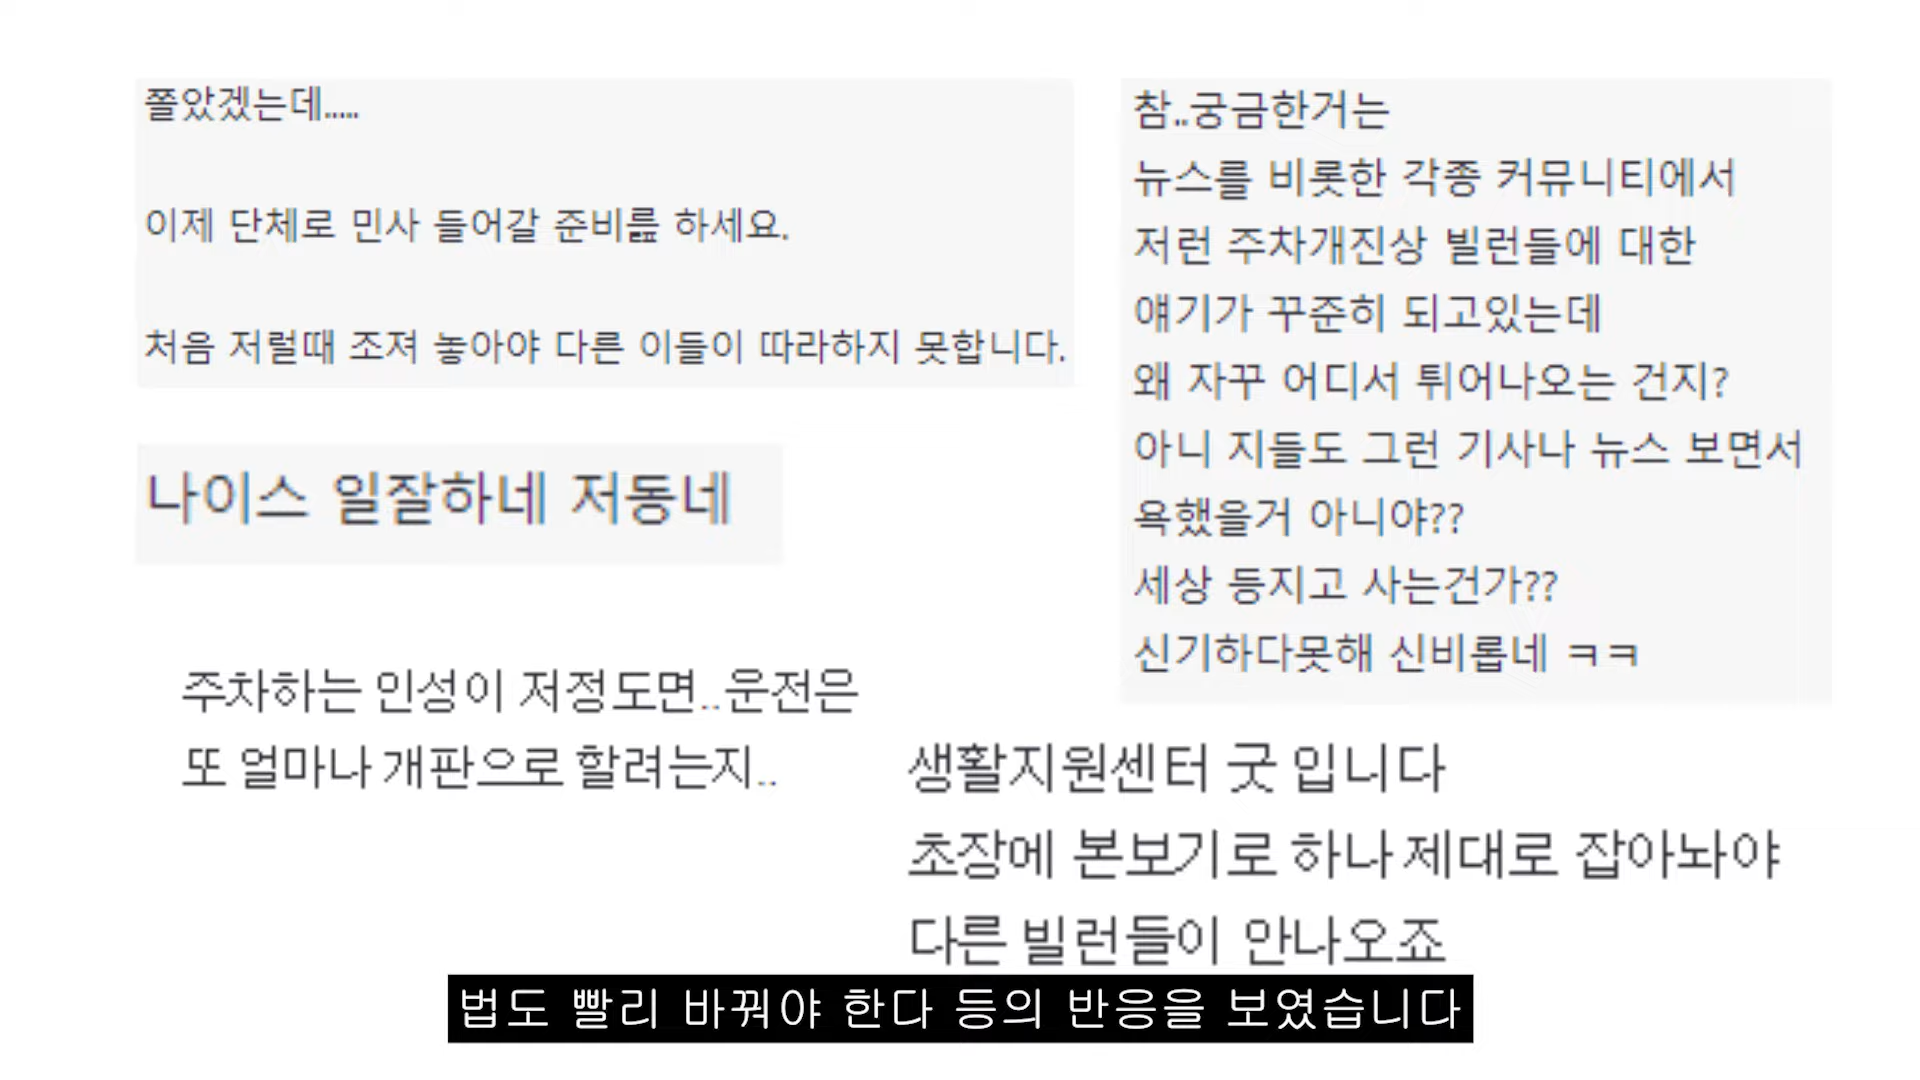 쫄았겠는데.....
이제 단체로 민사 들어갈 준비를 하세요.
처음 저럴때 조져 놓아야 다른 이들이 따라하지 못합니다.
나이스 일잘하네 저동네
주차하는 인성이 저정도면..운전은
또 얼마나 개판으로 할려는지..
참..궁금한거는
뉴스를 비롯한 각종 커뮤니티에서
저런 주차개진상 빌런들에 대한
얘기가 꾸준히 되고있는데
왜 자꾸 어디서 튀어나오는 건지?
아니 지들도 그런 기사나 뉴스 보면서
욕했을거 아니야??
세상 등지고 사는건가??
신기하다못해 신비롭네 ㅋㅋ
생활지원센터 굿 입니다
초장에 본보기로 하나 제대로 잡아놔야
다른 빌런들이 안나오죠
법도 빨리 바꿔야 한다 등의 반응을 보였습니다